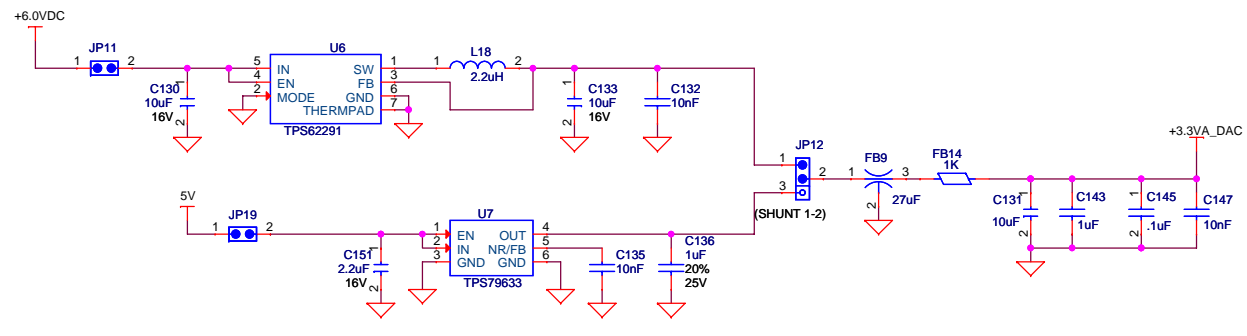 +6.0VDC
JP11
1
2
U6
5
IN
4
EN
2
MODE
SW
1
FB
3
GND
6
THERMPAD
7
TPS62291
C130
10uF
16V
1
2
L18
1
2
2.2uH
C133
10uF
16V
1
2
C132
10nF
5V
JP19
1
2
C151
2.2uF
16V
1
2
U7
1
EN
2
IN
3
GND
OUT
4
NR/FB
5
GND
6
TPS79633
C135
10nF
C136
1uF
20%
25V
JP12
1
2
3
(SHUNT 1-2)
FB9
1
3
2
27uF
FB14
1K
+3.3VA_DAC
C131
10uF
1
2
C143
1uF
C145
.1uF
1
2
C147
10nF